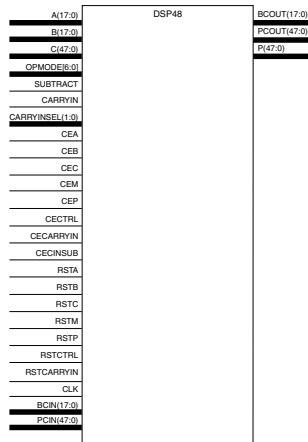 DSP48
A(17:0)
B(17:0)
C(47:0)
OPMODE[6:0]
SUBTRACT
CARRYIN
CARRYINSEL(1:0)
CEA
CEB
CEC
CEM
CEP
CECTRL
CECARRYIN
CECINSUB
RSTA
RSTB
RSTC
RSTM
RSTP
RSTCTRL
RSTCARRYIN
CLK
BCIN(17:0)
PCIN(47:0)
BCOUT(17:0)
PCOUT(47:0)
P(47:0)